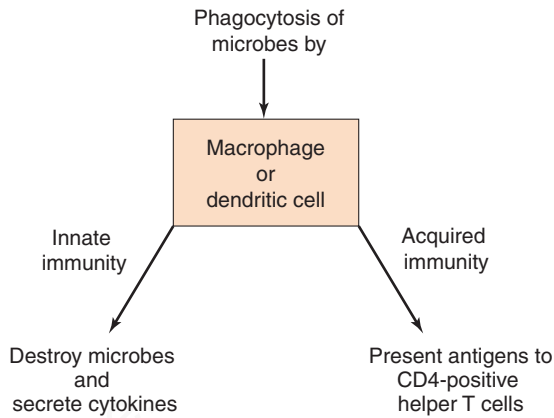 Phagocytosis of
microbes by
Macrophage
or
dendritic cell
Innate
immunity
Acquired
immunity
Destroy microbes
and
secrete cytokines
Present antigens to
CD4-positive
helper T cells